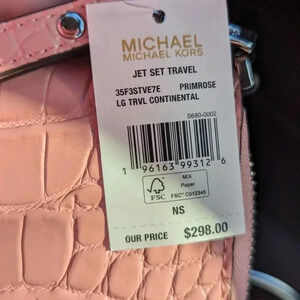 MICHAEL
MICHAEL KORS
JET SET TRAVEL
35F3STVE7E PRIMROSE
LG TRVL CONTINENTAL
S680-0002
1 96163 99312 6
FSC
MIX
Paper
FSC® C012345
NS
OUR PRICE $298.00